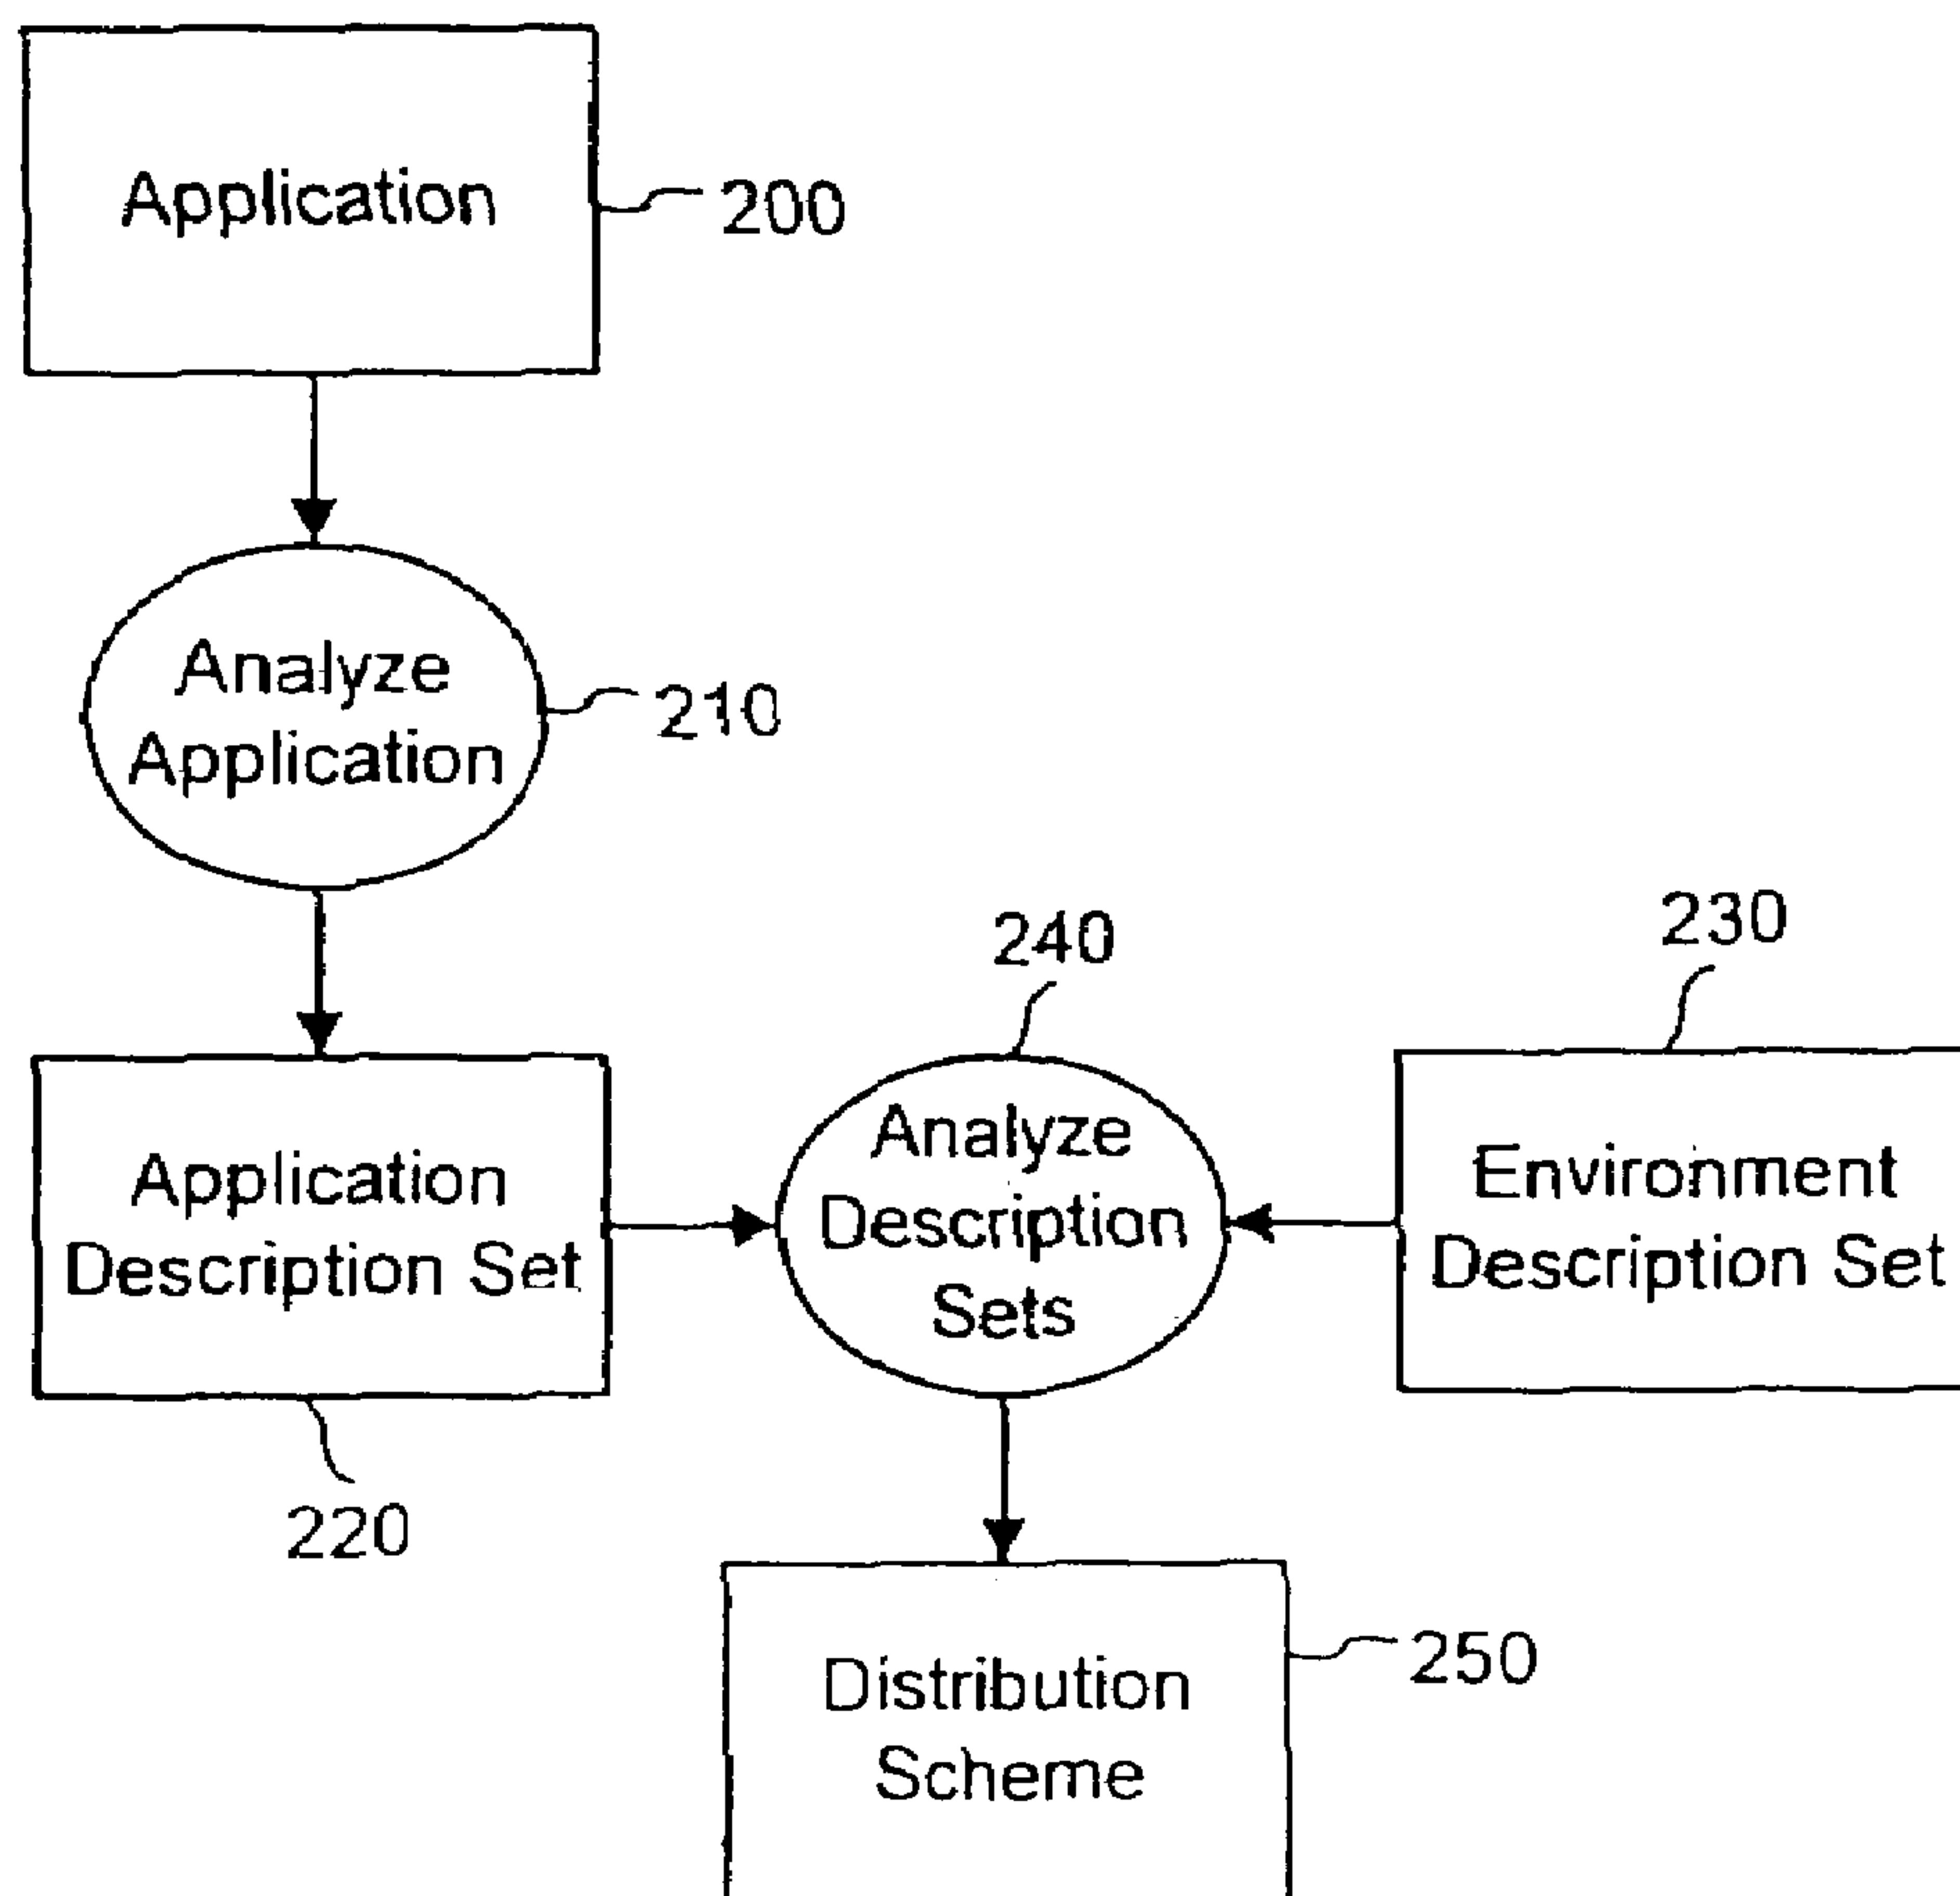 Application
200
Analyze
Application
210
240
230
Application
Description Set
Analyze
Description
Sets
Environment
Description Set
220
Distribution
Scheme
250